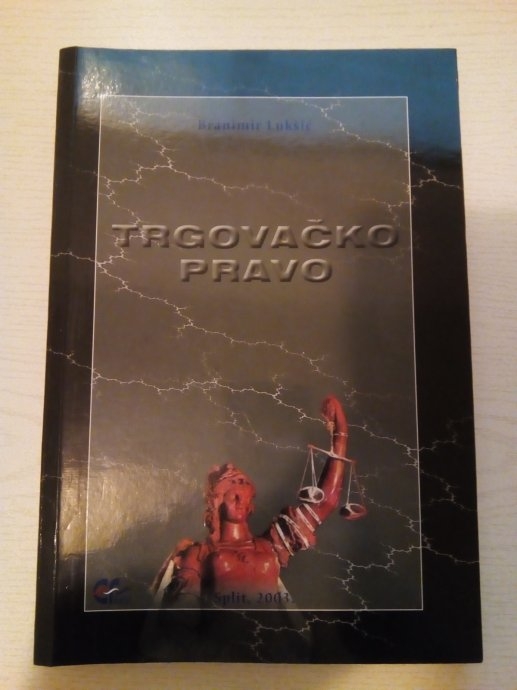 Branimir Lukšić
TRGOVAČKO
PRAVO
Split, 2003.